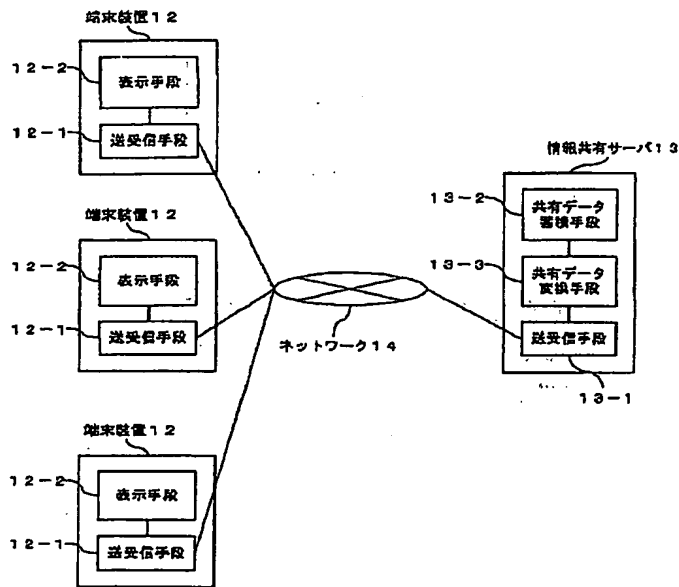 端末装置12
12-2
表示手段
12-1
送受信手段
端末装置12
12-2
表示手段
12-1
送受信手段
端末装置12
12-2
表示手段
12-1
送受信手段
ネットワーク14
情報共有サーバ13
13-2
共有データ
蓄積手段
13-3
共有データ
変換手段
送受信手段
13-1